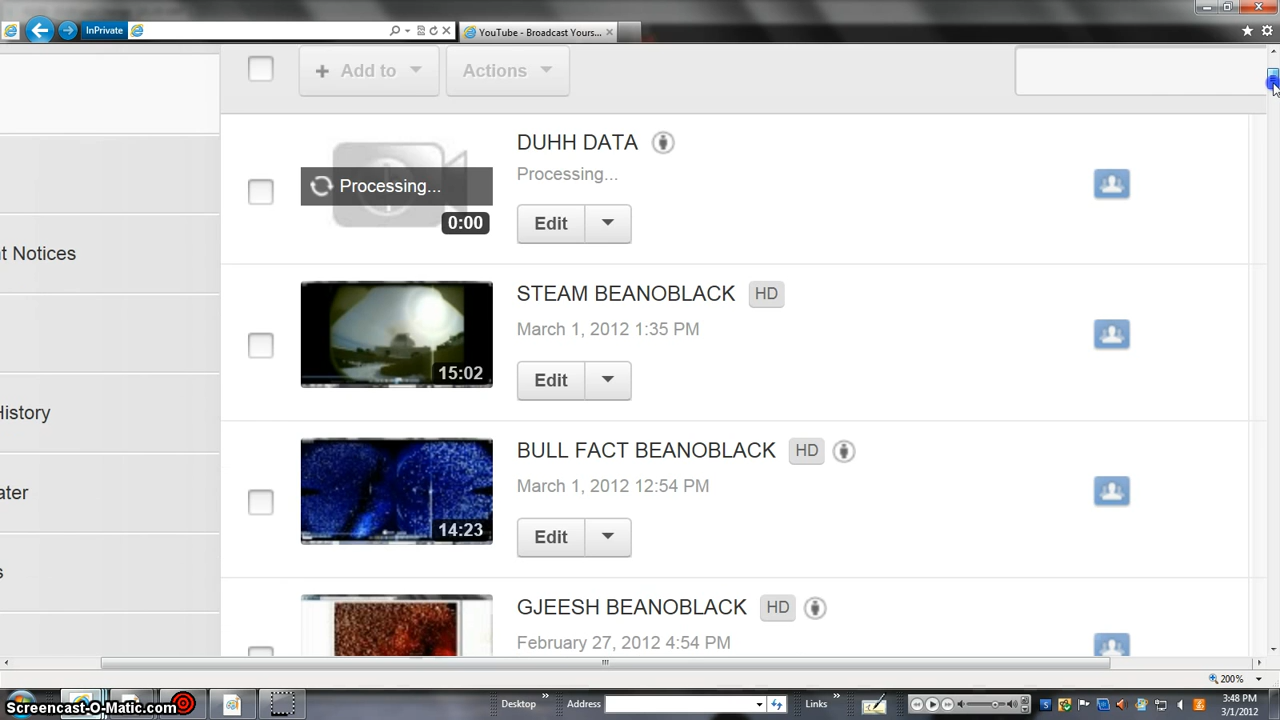 InPrivate
YouTube - Broadcast Yours...
+ Add to
Actions
DUHH DATA
Processing...
Processing...
0:00
Edit
t Notices
STEAM BEANOBLACK HD
March 1, 2012 1:35 PM
15:02
Edit
History
BULL FACT BEANOBLACK HD
March 1, 2012 12:54 PM
ater
14:23
Edit
s
GJEESH BEANOBLACK HD
February 27, 2012 4:54 PM
200%
Screencast-O-Matic.com
Desktop
Address
Links
3:48 PM
3/1/2012